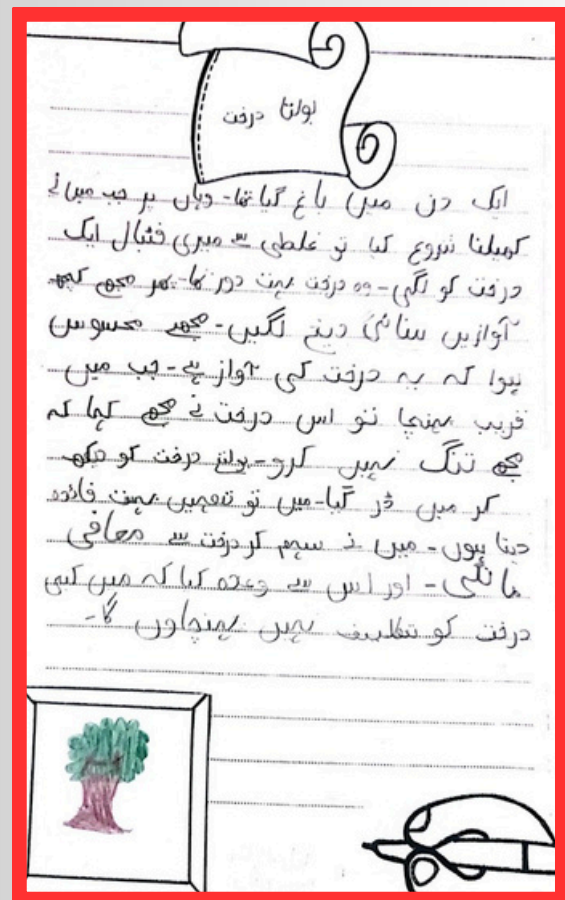 بولتا درخت
ایک دن میں باغ گیا تھا۔ وہاں پر جب میں نے
کھیلنا شروع کیا تو غلطی سے میری فٹبال ایک
درخت کو لگی۔ وہ درخت بہت دور تھا۔ پھر مجھے کچھ
آوازیں سنائی دینے لگیں۔ مجھے محسوس
ہوا کہ یہ درخت کی آواز ہے۔ جب میں
قریب پہنچا تو اس درخت نے مجھے کہا کہ
مجھے تنگ نہیں کرو۔ بولتے درخت کو دیکھ
کر میں ڈر گیا۔ میں تو تمھیں بہت فائدہ
دیتا ہوں۔ میں نے سہم کر درخت سے معافی
مانگی۔ اور اس سے وعدہ کیا کہ میں کبھی
درخت کو تکلیف نہیں پہنچاوں گا۔